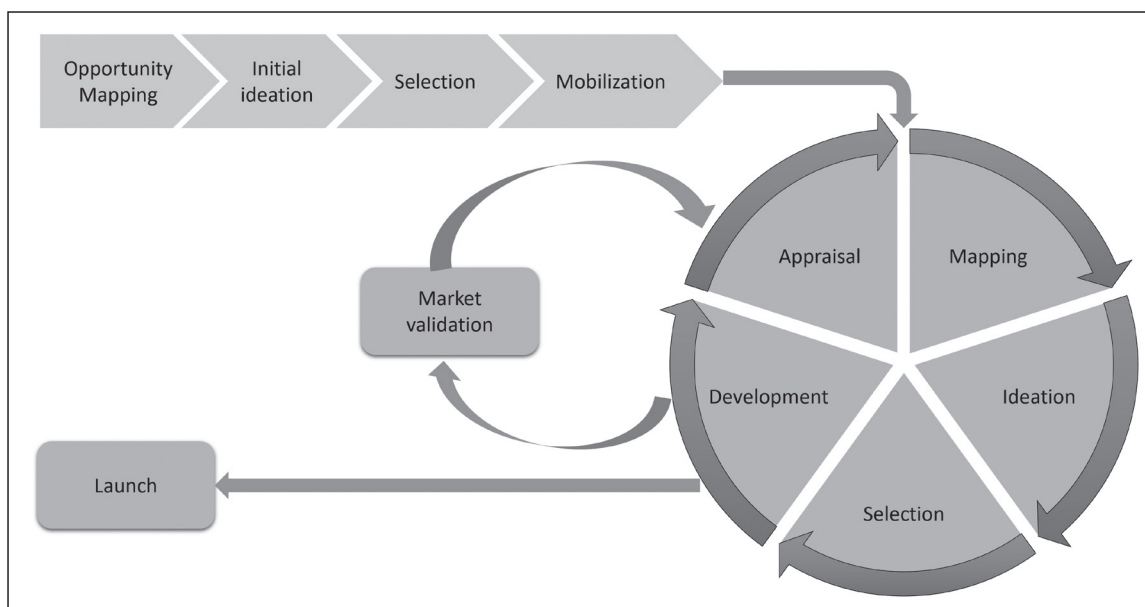 Opportunity
Mapping
Initial
ideation
Selection
Mobilization
Appraisal
Mapping
Market
validation
Development
Ideation
Launch
Selection